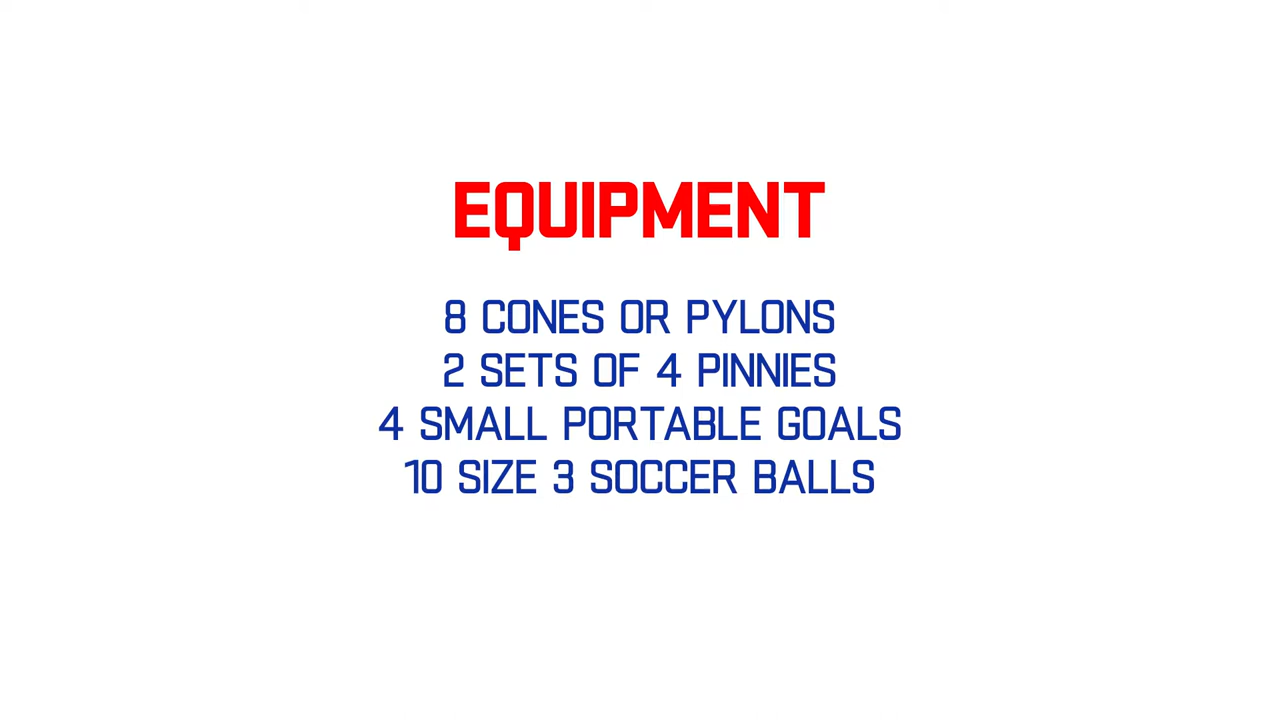 EQUIPMENT
8 CONES OR PYLONS
2 SETS OF 4 PINNIES
4 SMALL PORTABLE GOALS
10 SIZE 3 SOCCER BALLS